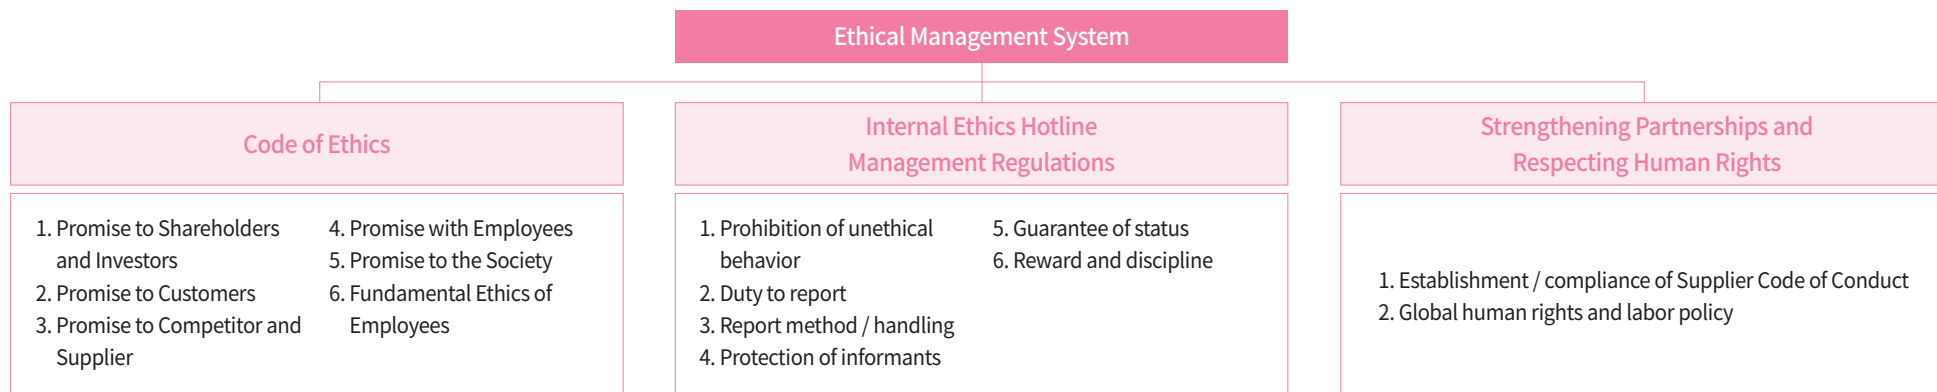 Ethical Management System
Code of Ethics
1. Promise to Shareholders
and Investors
2. Promise to Customers
3. Promise to Competitor and
Supplier
4. Promise with Employees
5. Promise to the Society
6. Fundamental Ethics of
Employees
Internal Ethics Hotline
Management Regulations
1. Prohibition of unethical
behavior
2. Duty to report
3. Report method / handling
4. Protection of informants
5. Guarantee of status
6. Reward and discipline
Strengthening Partnerships and
Respecting Human Rights
1. Establishment / compliance of Supplier Code of Conduct
2. Global human rights and labor policy